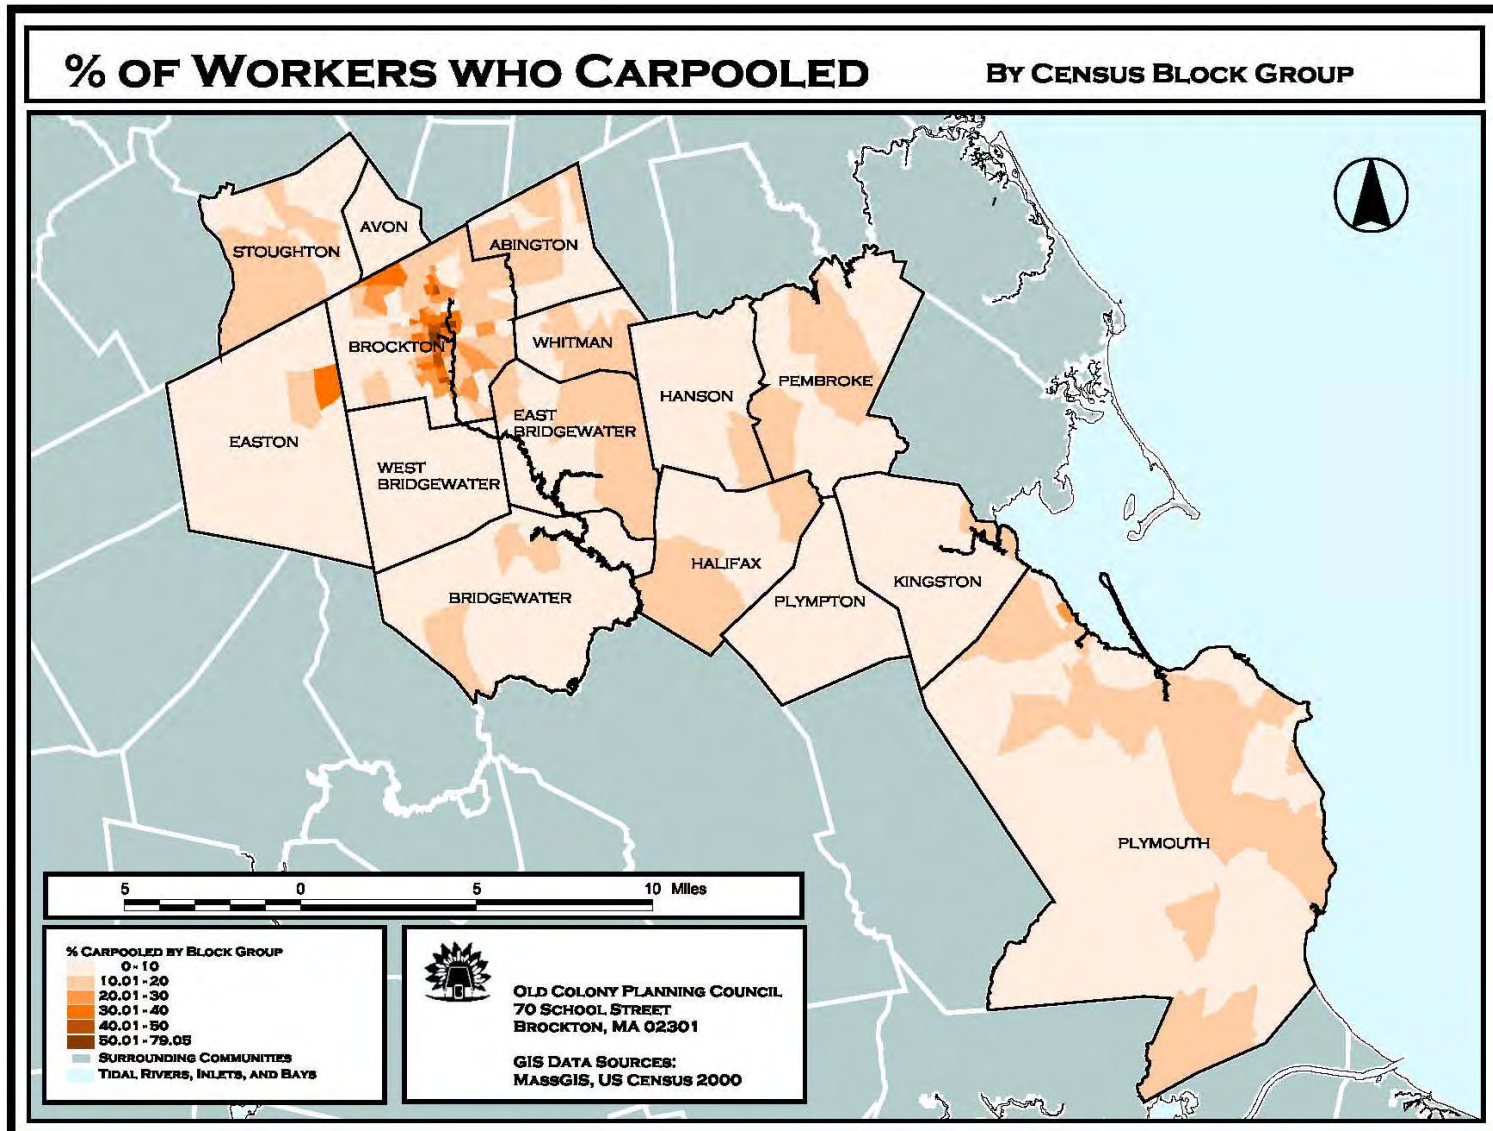 % OF WORKERS WHO CARPOOLED
BY CENSUS BLOCK GROUP
STOUGHTON
AVON
ABINGTON
BROCKTON
WHITMAN
HANSON
PEMBROKE
EASTON
EAST
BRIDGEWATER
WEST
BRIDGEWATER
BRIDGEWATER
HALIFAX
PLYMPTON
KINGSTON
PLYMOUTH
5 0 5 10 Miles
% CARPOOLED BY BLOCK GROUP
0-10
10.01-20
20.01-30
30.01-40
40.01-50
50.01-79.05
SURROUNDING COMMUNITIES
TIDAL RIVERS, INLETS, AND BAYS
OLD COLONY PLANNING COUNCIL
70 SCHOOL STREET
BROCKTON, MA 02301
GIS DATA SOURCES:
MASSGIS, US CENSUS 2000